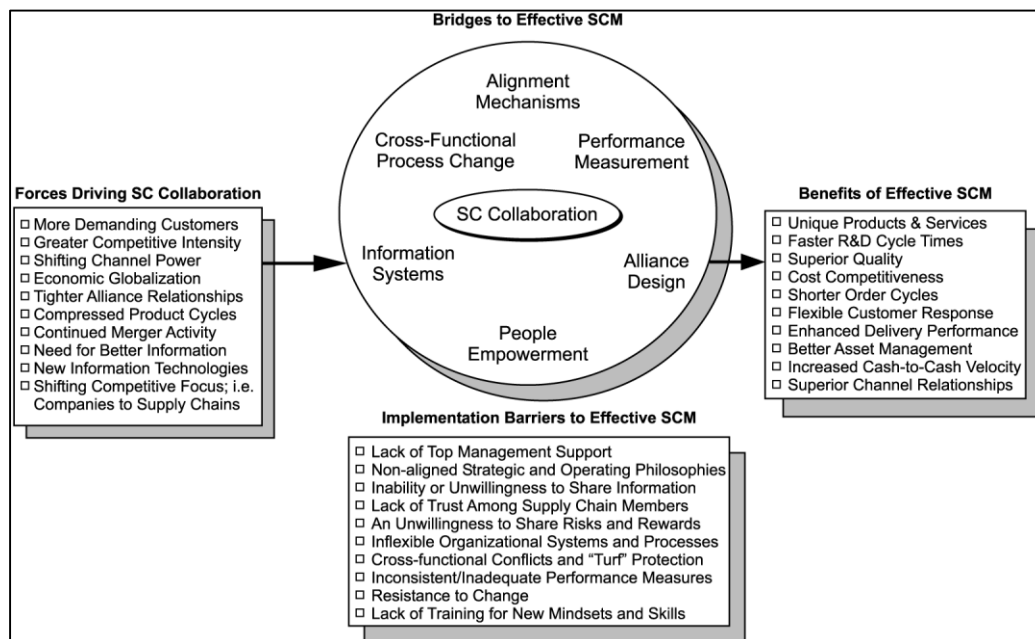 Bridges to Effective SCM
Alignment
Mechanisms
Cross-Functional
Process Change
Performance
Measurement
SC Collaboration
Information
Systems
Alliance
Design
People
Empowerment
Forces Driving SC Collaboration
More Demanding Customers
Greater Competitive Intensity
Shifting Channel Power
Economic Globalization
Tighter Alliance Relationships
Compressed Product Cycles
Continued Merger Activity
Need for Better Information
New Information Technologies
Shifting Competitive Focus; i.e.
Companies to Supply Chains
Benefits of Effective SCM
Unique Products & Services
Faster R&D Cycle Times
Superior Quality
Cost Competitiveness
Shorter Order Cycles
Flexible Customer Response
Enhanced Delivery Performance
Better Asset Management
Increased Cash-to-Cash Velocity
Superior Channel Relationships
Implementation Barriers to Effective SCM
Lack of Top Management Support
Non-aligned Strategic and Operating Philosophies
Inability or Unwillingness to Share Information
Lack of Trust Among Supply Chain Members
An Unwillingness to Share Risks and Rewards
Inflexible Organizational Systems and Processes
Cross-functional Conflicts and “Turf” Protection
Inconsistent/Inadequate Performance Measures
Resistance to Change
Lack of Training for New Mindsets and Skills